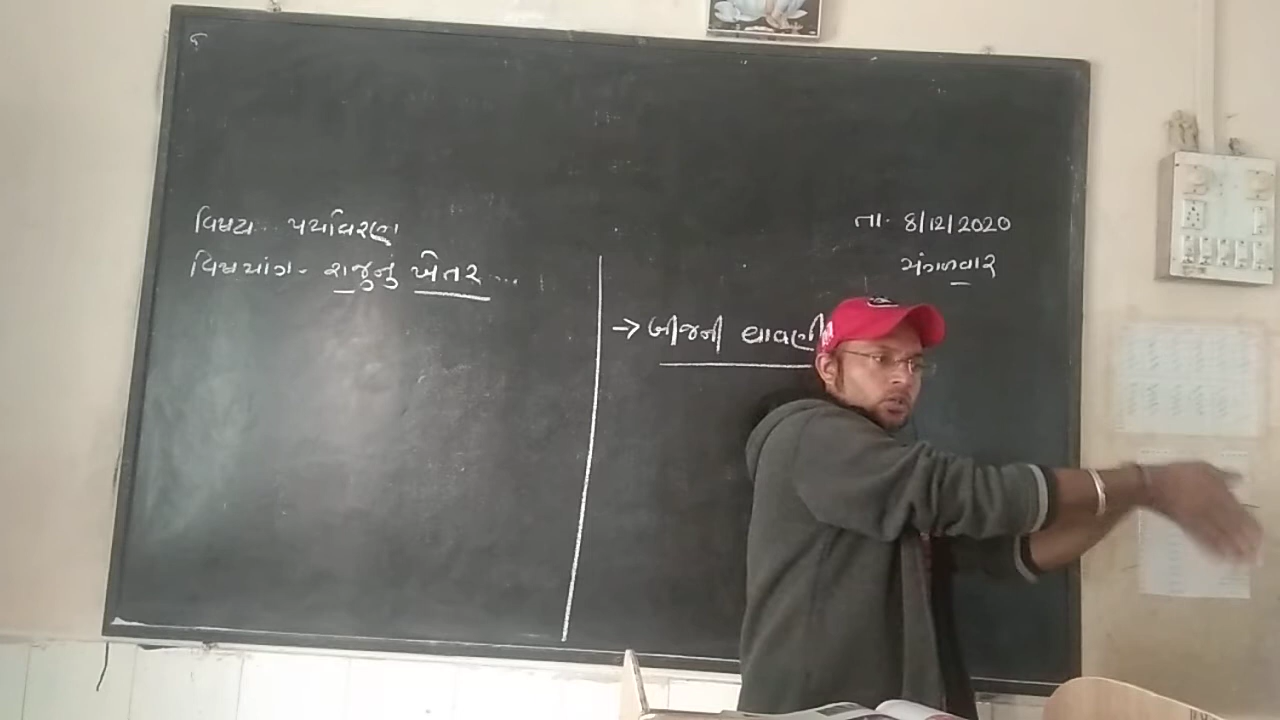 વિષય.. પર્યાવરણ
વિષયાંગ - રાજુનું ખેતર ...
તા. 8/12/2020
મંગળવાર
→ બીજની વાવણી